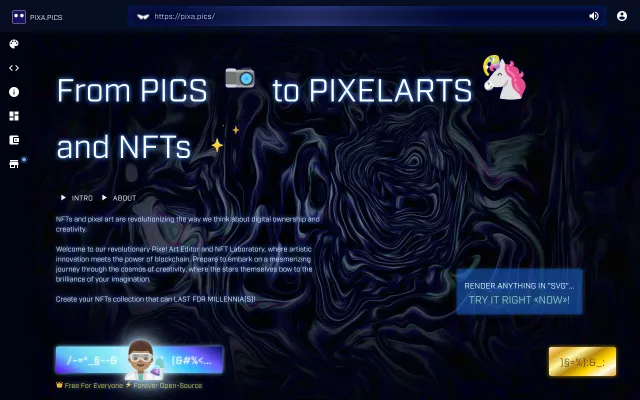 PIXA.PICS
https://pixa.pics/
From PICS to PIXELARTS
and NFTs
INTRO ABOUT
NFTs and pixel art are revolutionizing the way we think about digital ownership and
creativity.
Welcome to our revolutionary Pixel Art Editor and NFT Laboratory, where artistic
innovation meets the power of blockchain. Prepare to embark on a mesmerizing
journey through the cosmos of creativity, where the stars themselves bow to the
brilliance of your imagination.
Create your NFTs collection that can LAST FOR MILLENNIA(S)!
RENDER ANYTHING IN "SVG"...
TRY IT RIGHT «NOW»!
Free For Everyone Forever Open-Source